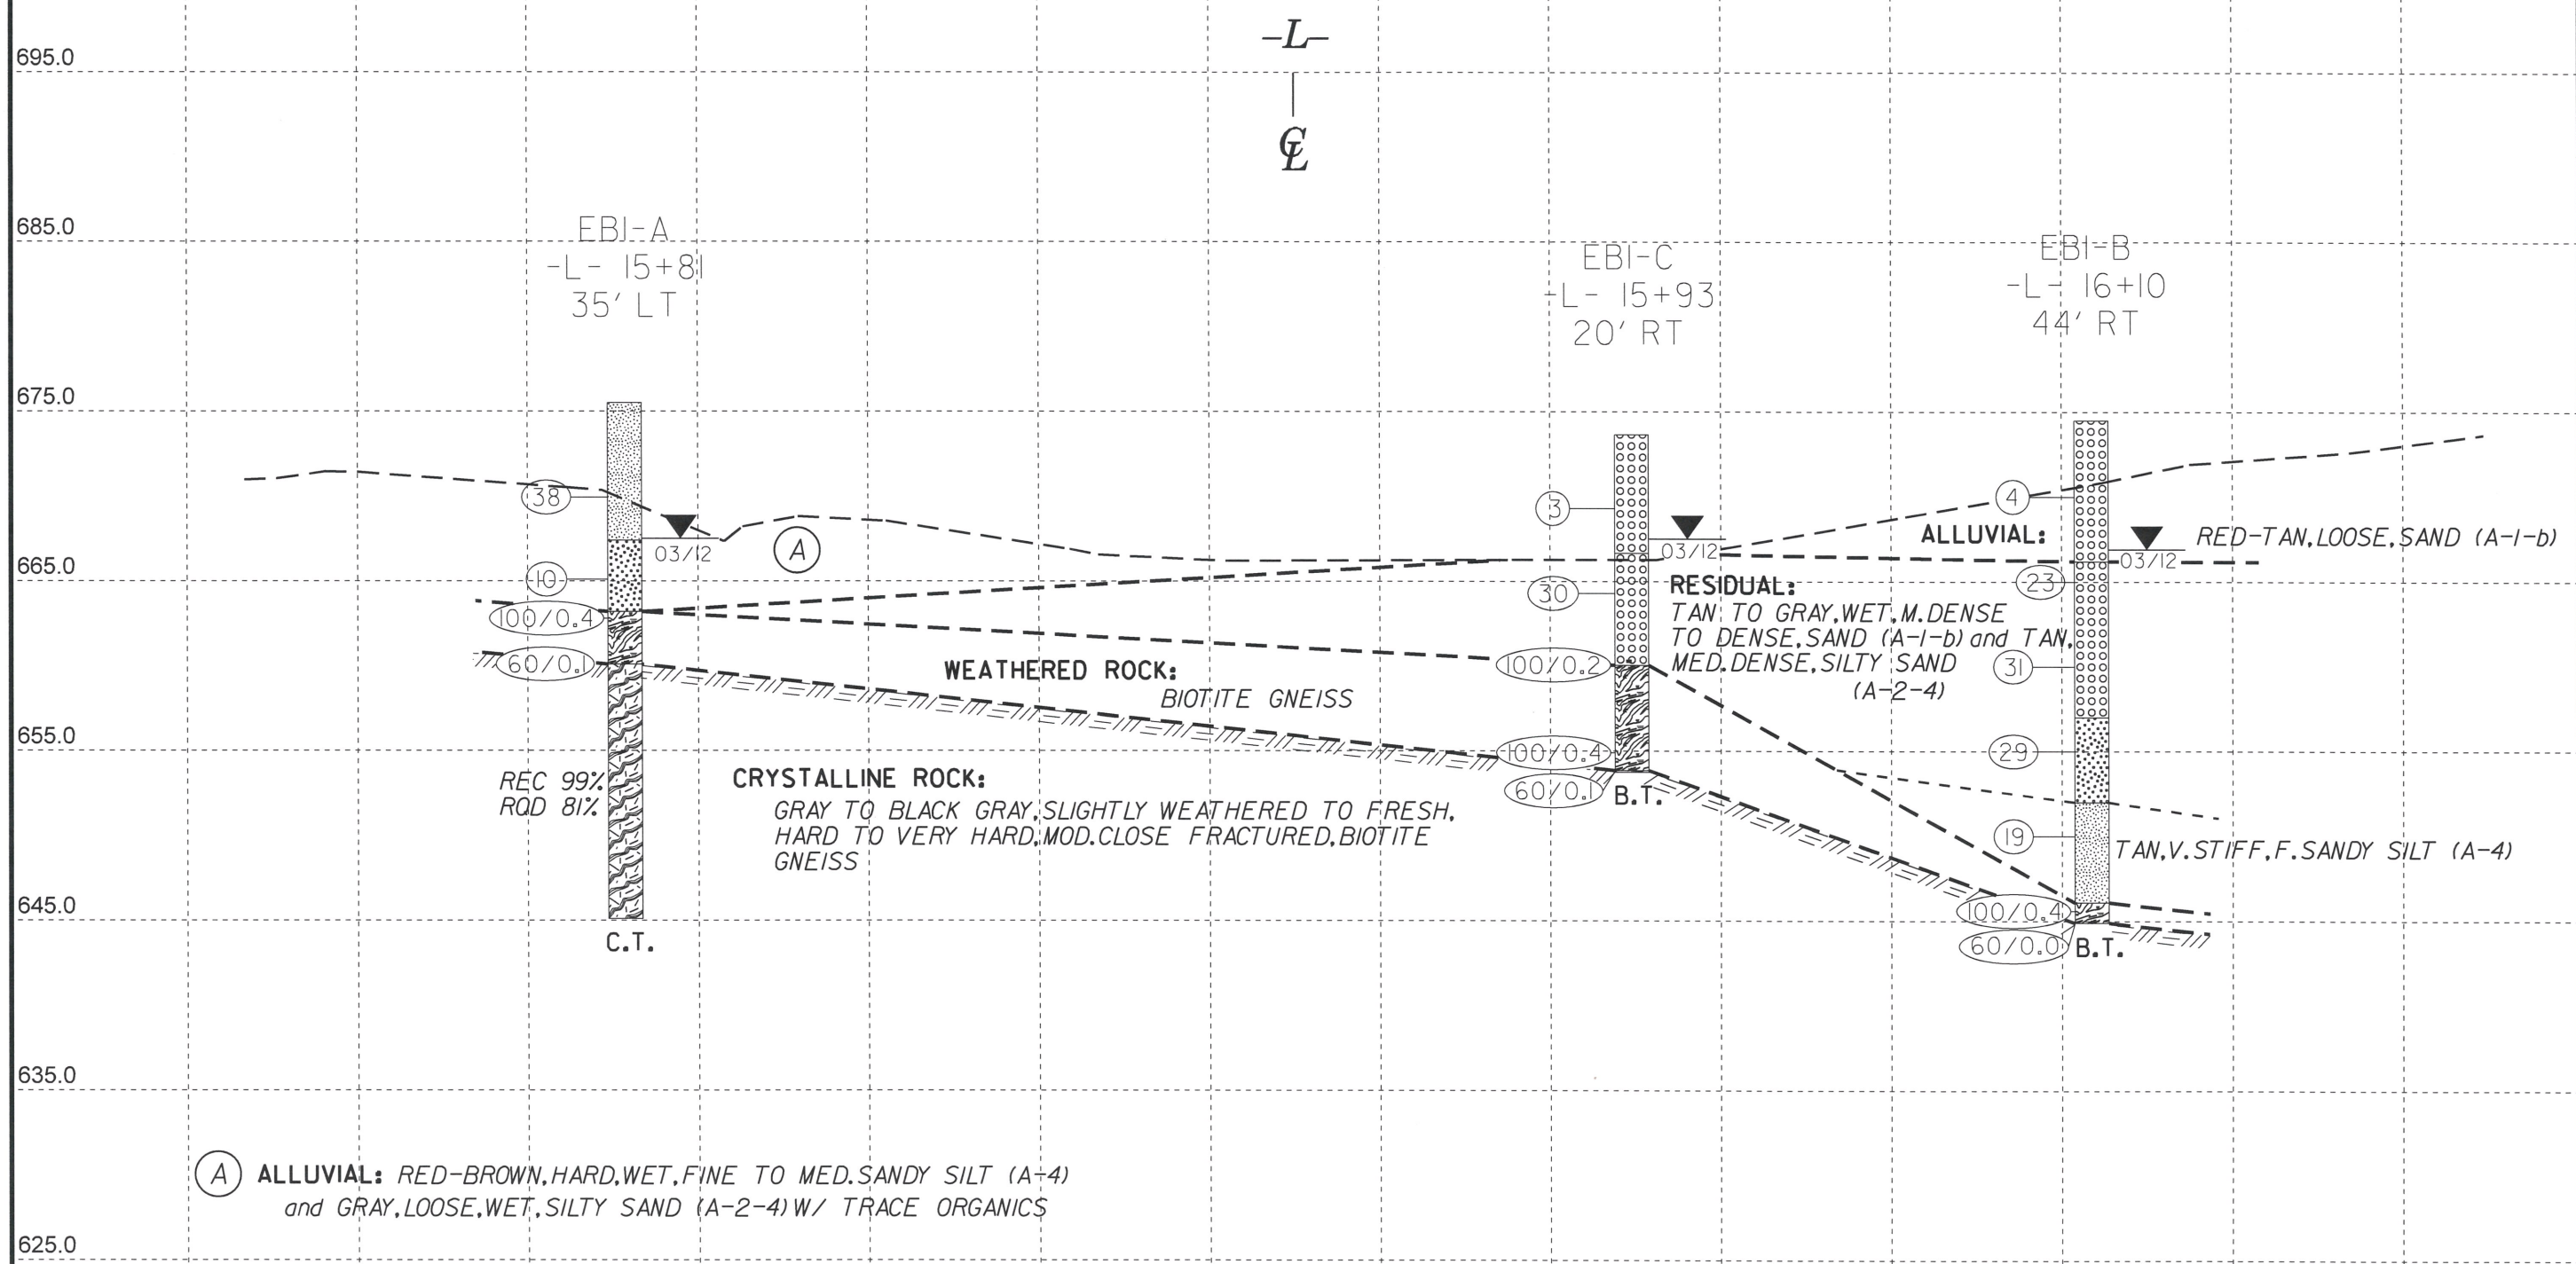 -L-
℄
695.0
685.0
675.0
665.0
655.0
645.0
635.0
625.0
EBI-A
-L- 15+81
35' LT
EBI-C
-L- 15+93
20' RT
EBI-B
-L- 16+10
44' RT
38
10
100/0.4
60/0.1
03/12
A
REC 99%
RQD 81%
C.T.
3
30
100/0.2
100/0.4
60/0.1
03/12
B.T.
4
23
31
29
19
100/0.4
60/0.0
03/12
B.T.
ALLUVIAL:
RED-TAN,LOOSE,SAND (A-1-b)
RESIDUAL:
TAN TO GRAY,WET,M.DENSE
TO DENSE,SAND (A-1-b) and TAN,
MED.DENSE,SILTY SAND
(A-2-4)
WEATHERED ROCK:
BIOTITE GNEISS
CRYSTALLINE ROCK:
GRAY TO BLACK GRAY,SLIGHTLY WEATHERED TO FRESH,
HARD TO VERY HARD,MOD.CLOSE FRACTURED,BIOTITE
GNEISS
TAN,V.STIFF,F.SANDY SILT (A-4)
A ALLUVIAL: RED-BROWN,HARD,WET,FINE TO MED.SANDY SILT (A-4)
and GRAY,LOOSE,WET,SILTY SAND (A-2-4)W/ TRACE ORGANICS